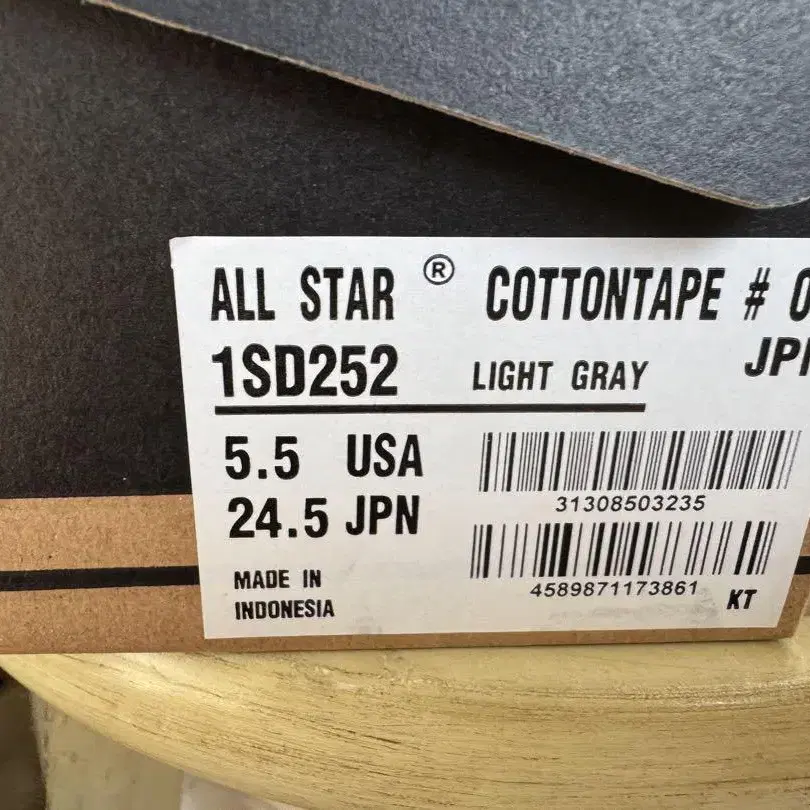 ALL STAR ® COTTONTAPE #
1SD252 LIGHT GRAY
5.5 USA
24.5 JPN
31308503235
MADE IN
INDONESIA
4589871173861
KT